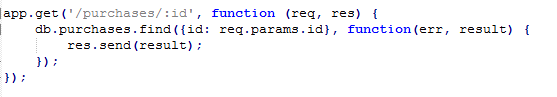 app.get('/purchases/:id', function (req, res) {
    db.purchases.find({id: req.params.id}, function(err, result) {
        res.send(result);
    });
});